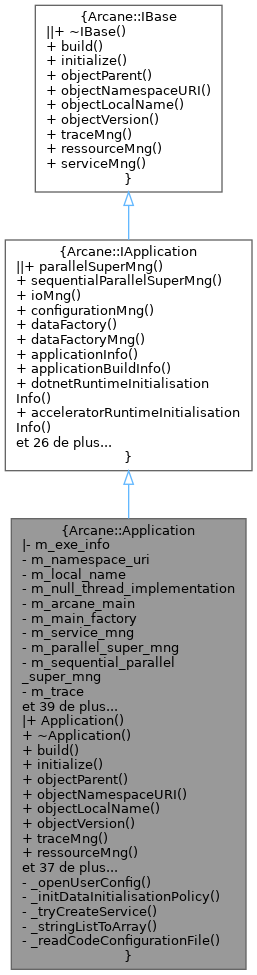 {Arcane::IBase
||+ ~IBase()
+ build()
+ initialize()
+ objectParent()
+ objectNamespaceURI()
+ objectLocalName()
+ objectVersion()
+ traceMng()
+ ressourceMng()
+ serviceMng()
}
{Arcane::IApplication
||+ parallelSuperMng()
+ sequentialParallelSuperMng()
+ ioMng()
+ configurationMng()
+ dataFactory()
+ dataFactoryMng()
+ applicationInfo()
+ applicationBuildInfo()
+ dotnetRuntimeInitialisation
Info()
+ acceleratorRuntimeInitialisation
Info()
et 26 de plus...
}
{Arcane::Application
|- m_exe_info
- m_namespace_uri
- m_local_name
- m_null_thread_implementation
- m_arcane_main
- m_main_factory
- m_service_mng
- m_parallel_super_mng
- m_sequential_parallel
_super_mng
- m_trace
et 39 de plus...
|+ Application()
+ ~Application()
+ build()
+ initialize()
+ objectParent()
+ objectNamespaceURI()
+ objectLocalName()
+ objectVersion()
+ traceMng()
+ ressourceMng()
et 37 de plus...
- _openUserConfig()
- _initDataInitialisationPolicy()
- _tryCreateService()
- _stringListToArray()
- _readCodeConfigurationFile()
}